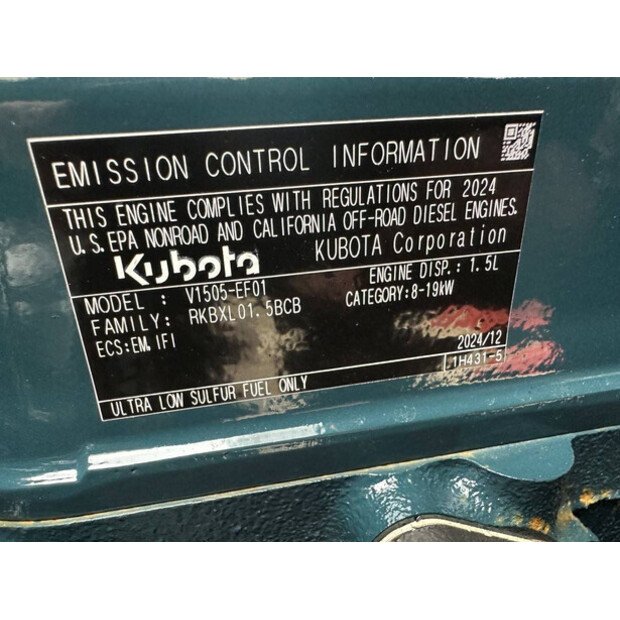 EMISSION CONTROL INFORMATION
THIS ENGINE COMPLIES WITH REGULATIONS FOR 2024
U.S.EPA NONROAD AND CALIFORNIA OFF-ROAD DIESEL ENGINES.
Kubota KUBOTA Corporation
MODEL : V1505-EF01 ENGINE DISP.: 1.5L
FAMILY: RKBXL01.5BCB CATEGORY:8-19kW
ECS:EM,IFI 2024/12
ULTRA LOW SULFUR FUEL ONLY 1H431-5